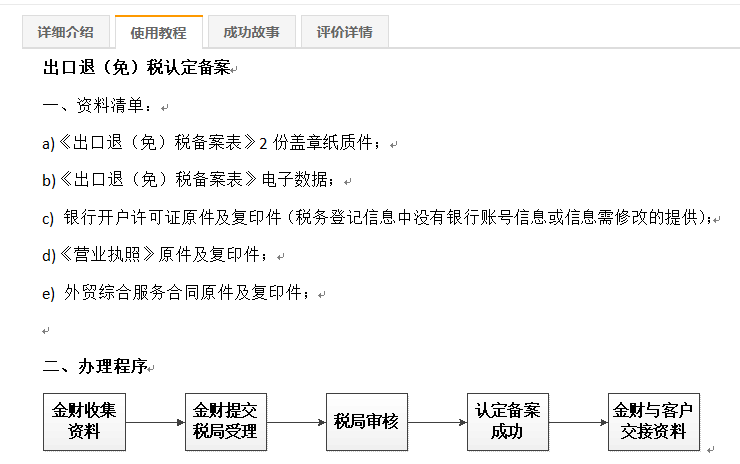 详细介绍 使用教程 成功故事 评价详情
出口退（免）税认定备案
一、资料清单：
a)《出口退（免）税备案表》2 份盖章纸质件；
b)《出口退（免）税备案表》电子数据；
c) 银行开户许可证原件及复印件（税务登记信息中没有银行账号信息或信息需修改的提供）；
d)《营业执照》原件及复印件；
e) 外贸综合服务合同原件及复印件；
二、办理程序
金财收集
资料
金财提交
税局受理
税局审核
认定备案
成功
金财与客户
交接资料